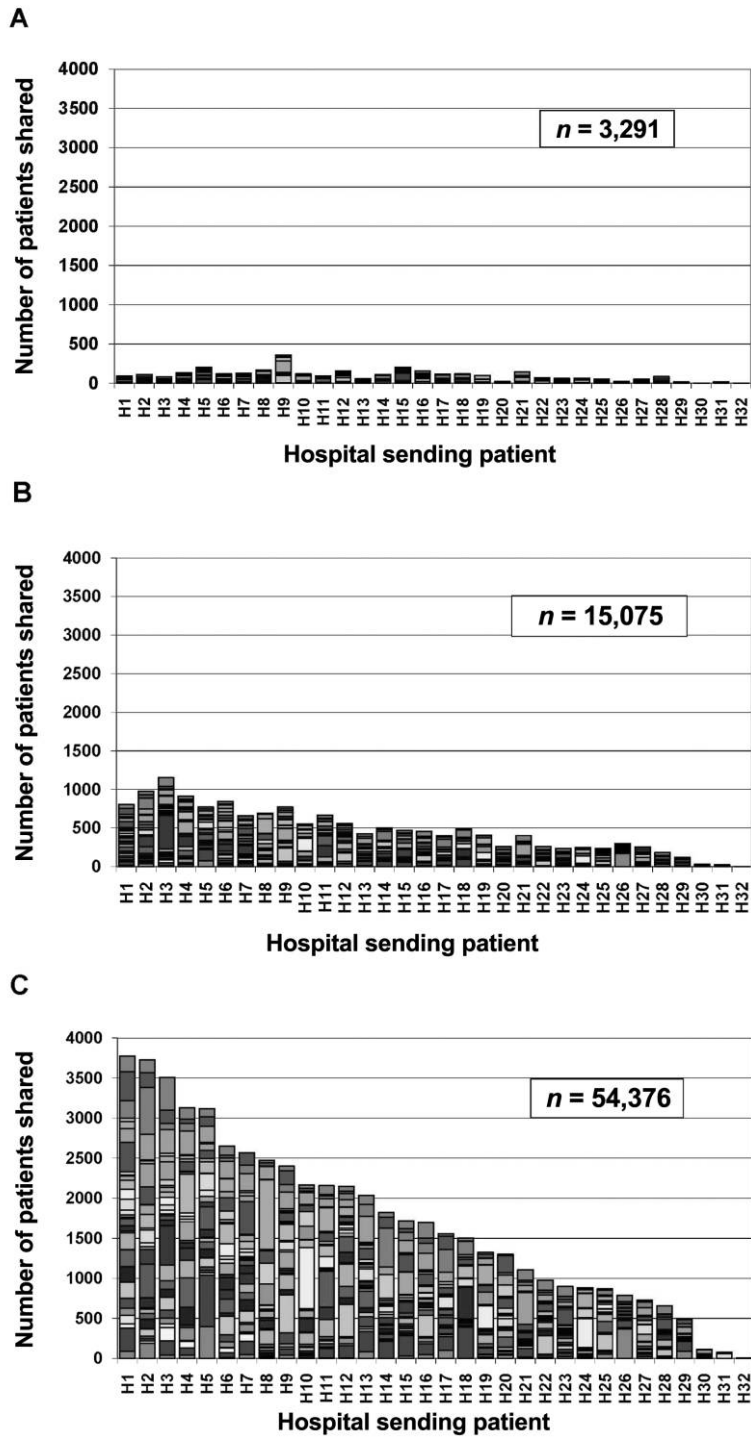 A
Number of patients shared
4000
3500
3000
2500
2000
1500
1000
500
0
n = 3,291
H1 H2 H3 H4 H5 H6 H7 H8 H9 H10 H11 H12 H13 H14 H15 H16 H17 H18 H19 H20 H21 H22 H23 H24 H25 H26 H27 H28 H29 H30 H31 H32
Hospital sending patient
B
Number of patients shared
4000
3500
3000
2500
2000
1500
1000
500
0
n = 15,075
H1 H2 H3 H4 H5 H6 H7 H8 H9 H10 H11 H12 H13 H14 H15 H16 H17 H18 H19 H20 H21 H22 H23 H24 H25 H26 H27 H28 H29 H30 H31 H32
Hospital sending patient
C
Number of patients shared
4000
3500
3000
2500
2000
1500
1000
500
0
n = 54,376
H1 H2 H3 H4 H5 H6 H7 H8 H9 H10 H11 H12 H13 H14 H15 H16 H17 H18 H19 H20 H21 H22 H23 H24 H25 H26 H27 H28 H29 H30 H31 H32
Hospital sending patient